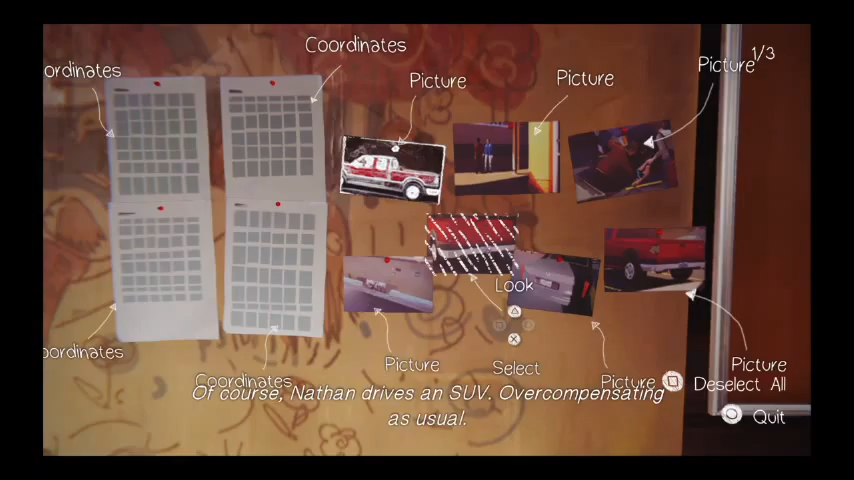 Coordinates
ordinates
Picture
Picture
Picture
1/3
Look
Select
oordinates
Coordinates
Picture
Picture
Picture
Deselect All
Of course, Nathan drives an SUV. Overcompensating
as usual.
Quit